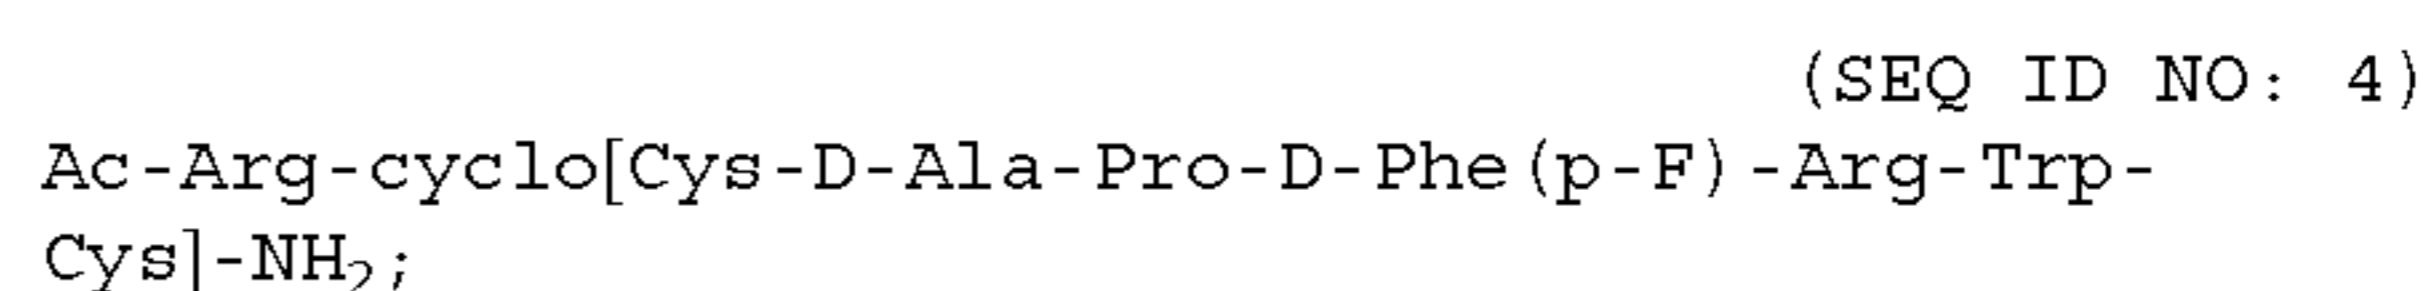 (SEQ ID NO: 4)
Ac-Arg-cyclo[Cys-D-Ala-Pro-D-Phe(p-F)-Arg-Trp-
Cys]-NH₂;